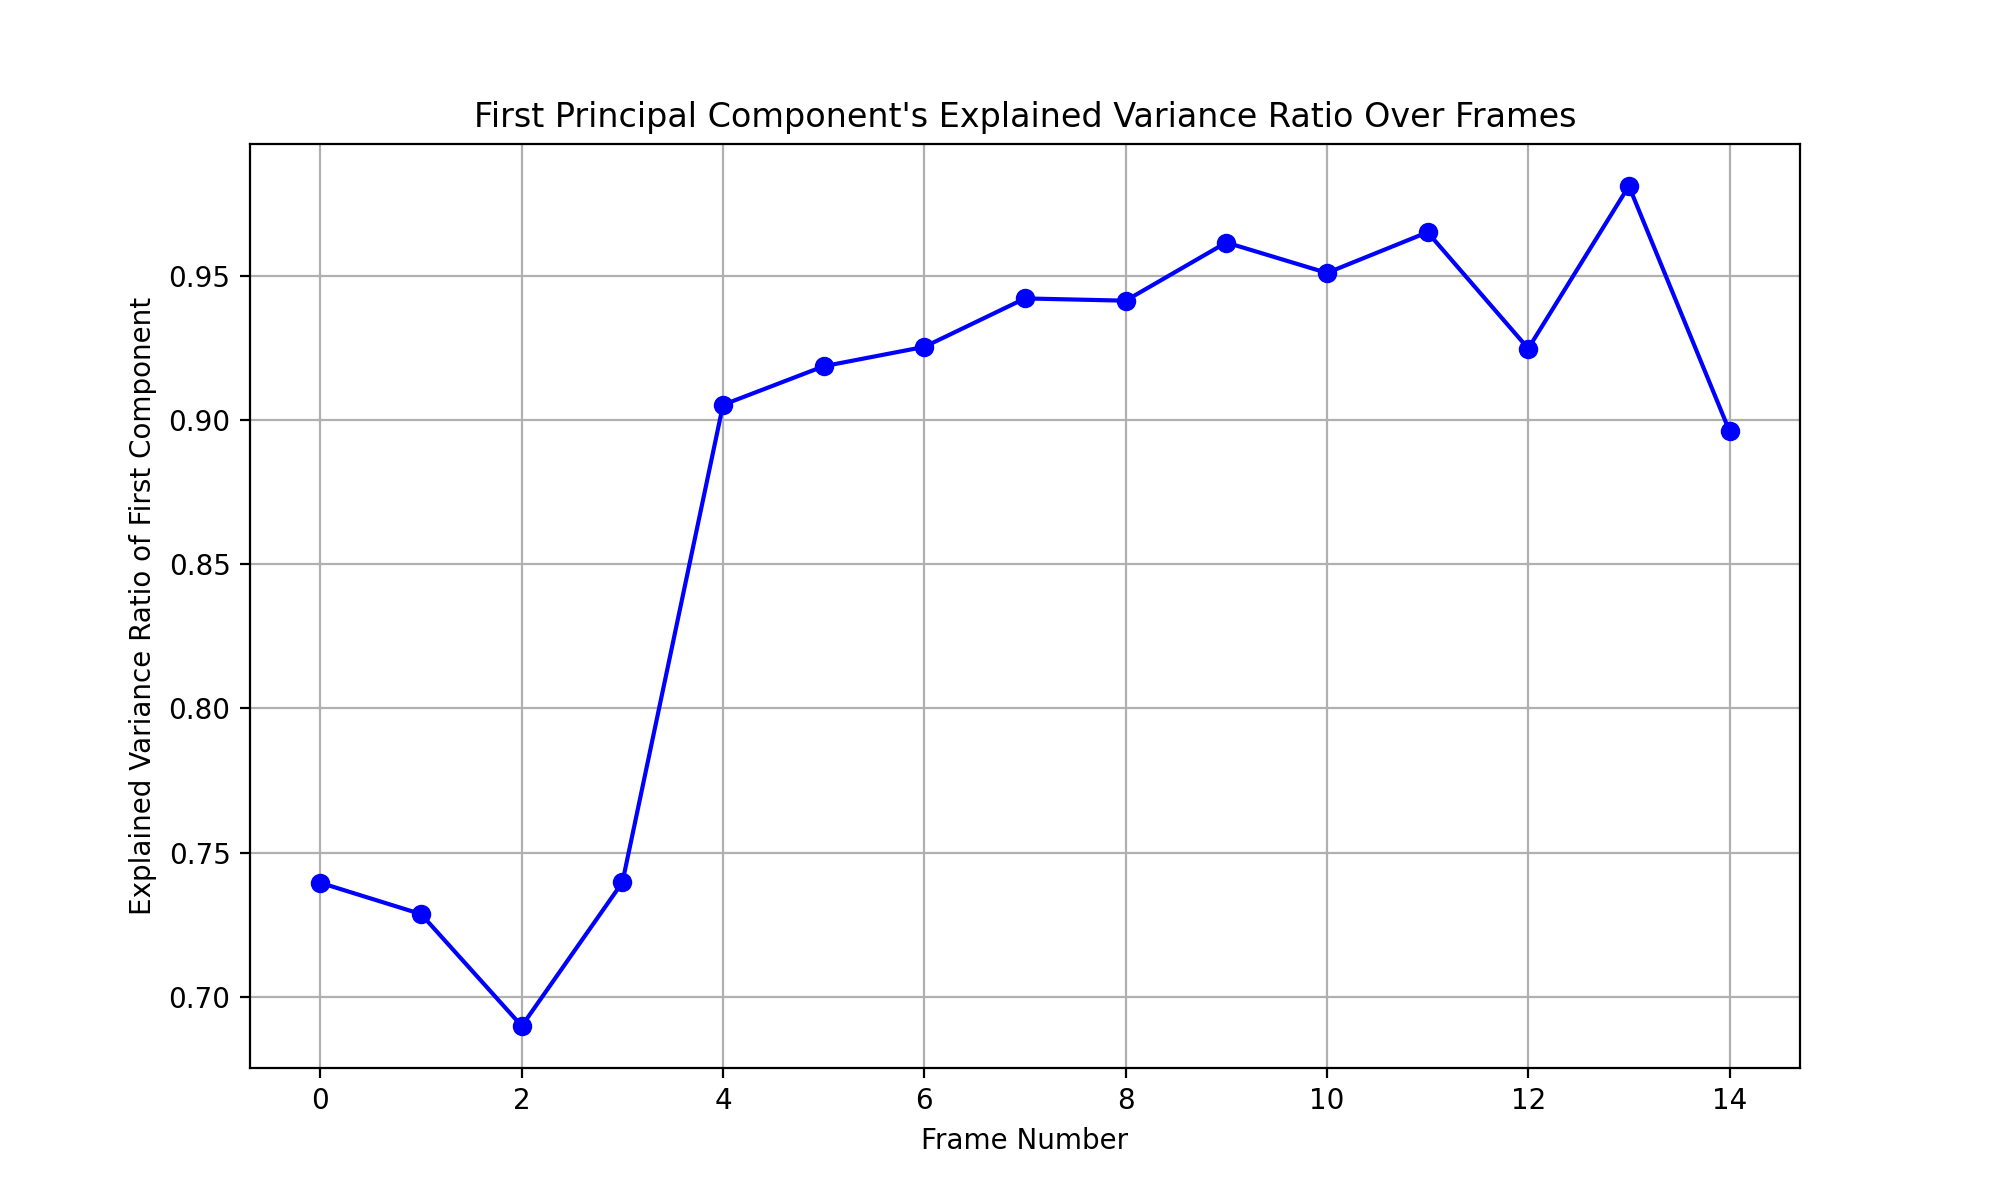 First Principal Component's Explained Variance Ratio Over Frames
Explained Variance Ratio of First Component
0.95
0.90
0.85
0.80
0.75
0.70
0 2 4 6 8 10 12 14
Frame Number